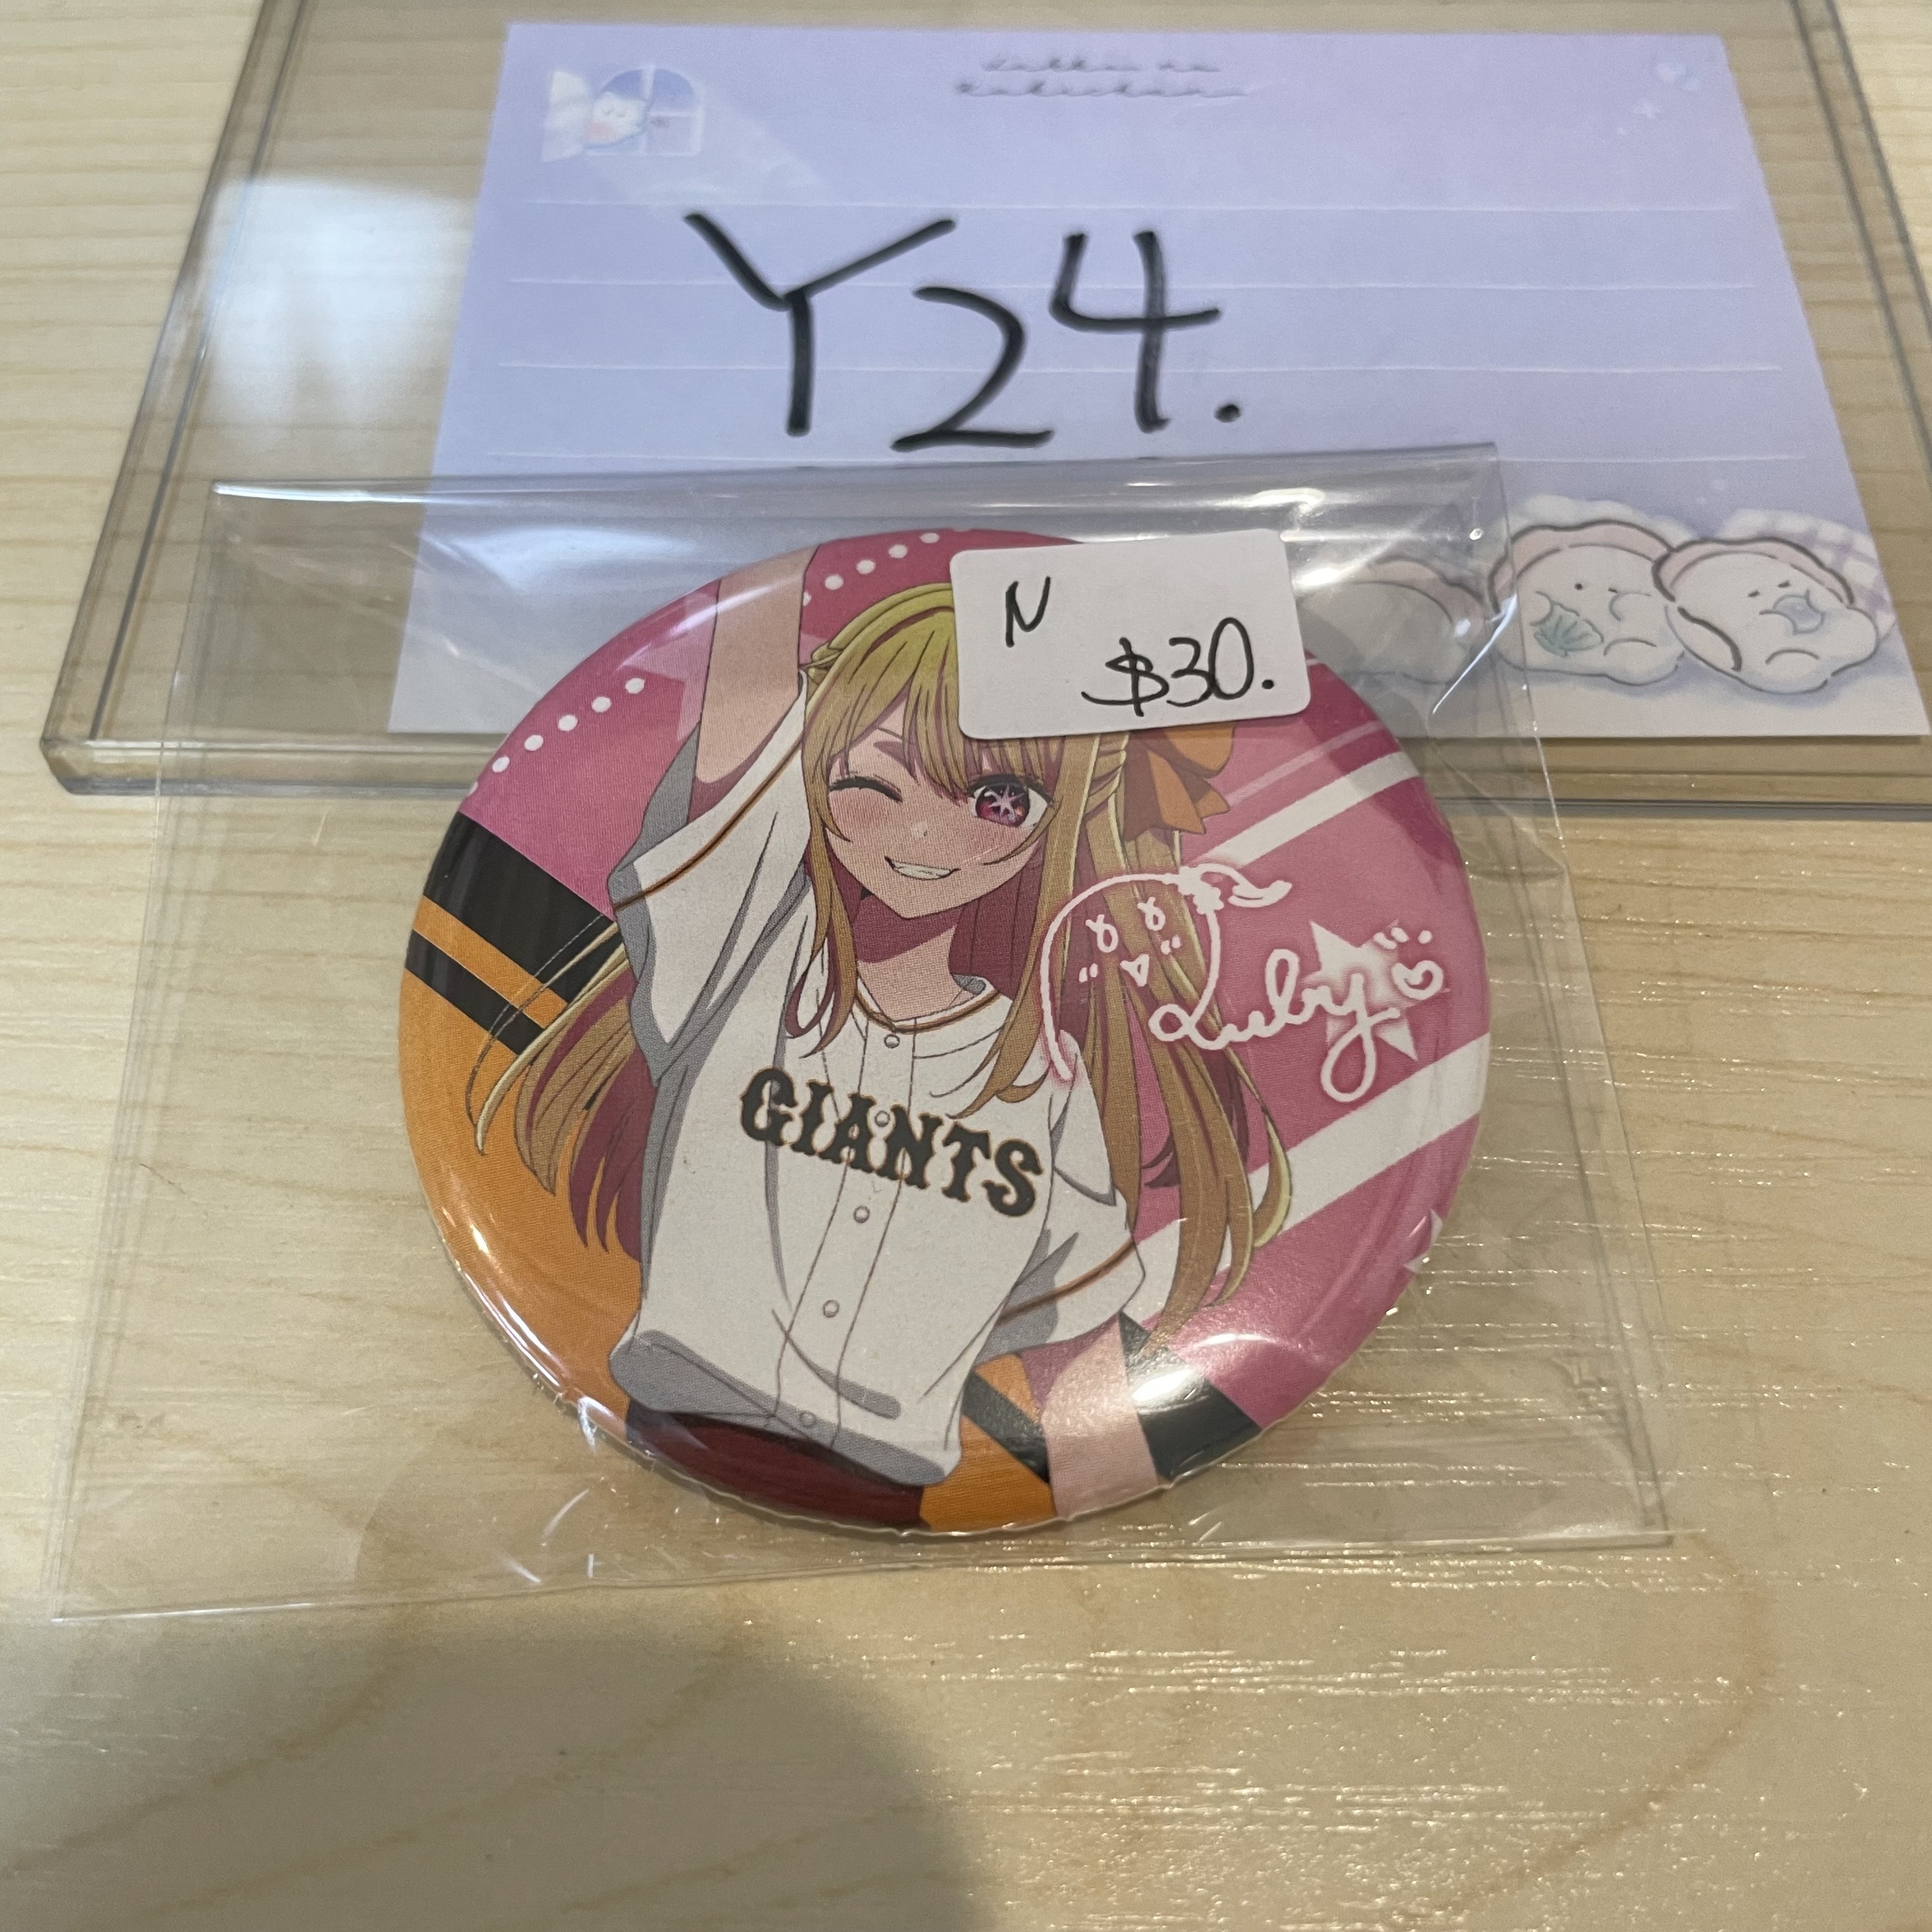 Y24.
N
$30.
Ruby
GIANTS